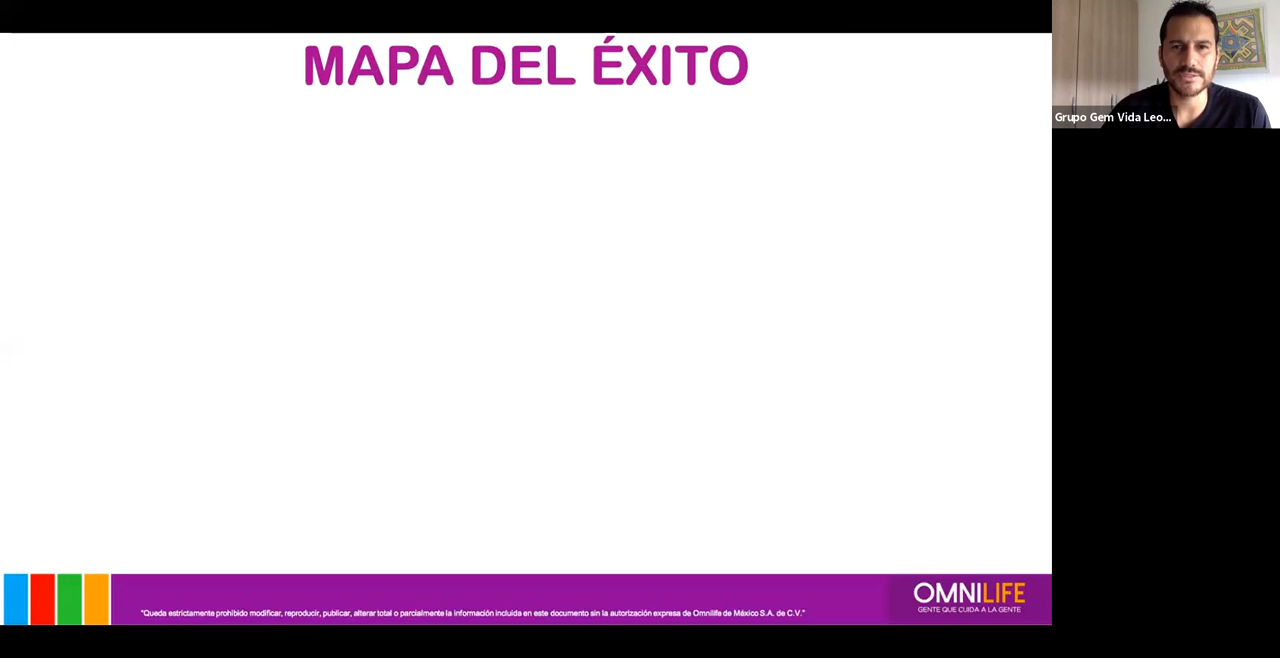 MAPA DEL ÉXITO
Grupo Gem Vida Leo...
"Queda estrictamente prohibido modificar, reproducir, publicar, alterar total o parcialmente la información incluida en este documento sin la autorización expresa de Omnilife de México S.A. de C.V."
OMNILIFE
GENTE QUE CUIDA A LA GENTE